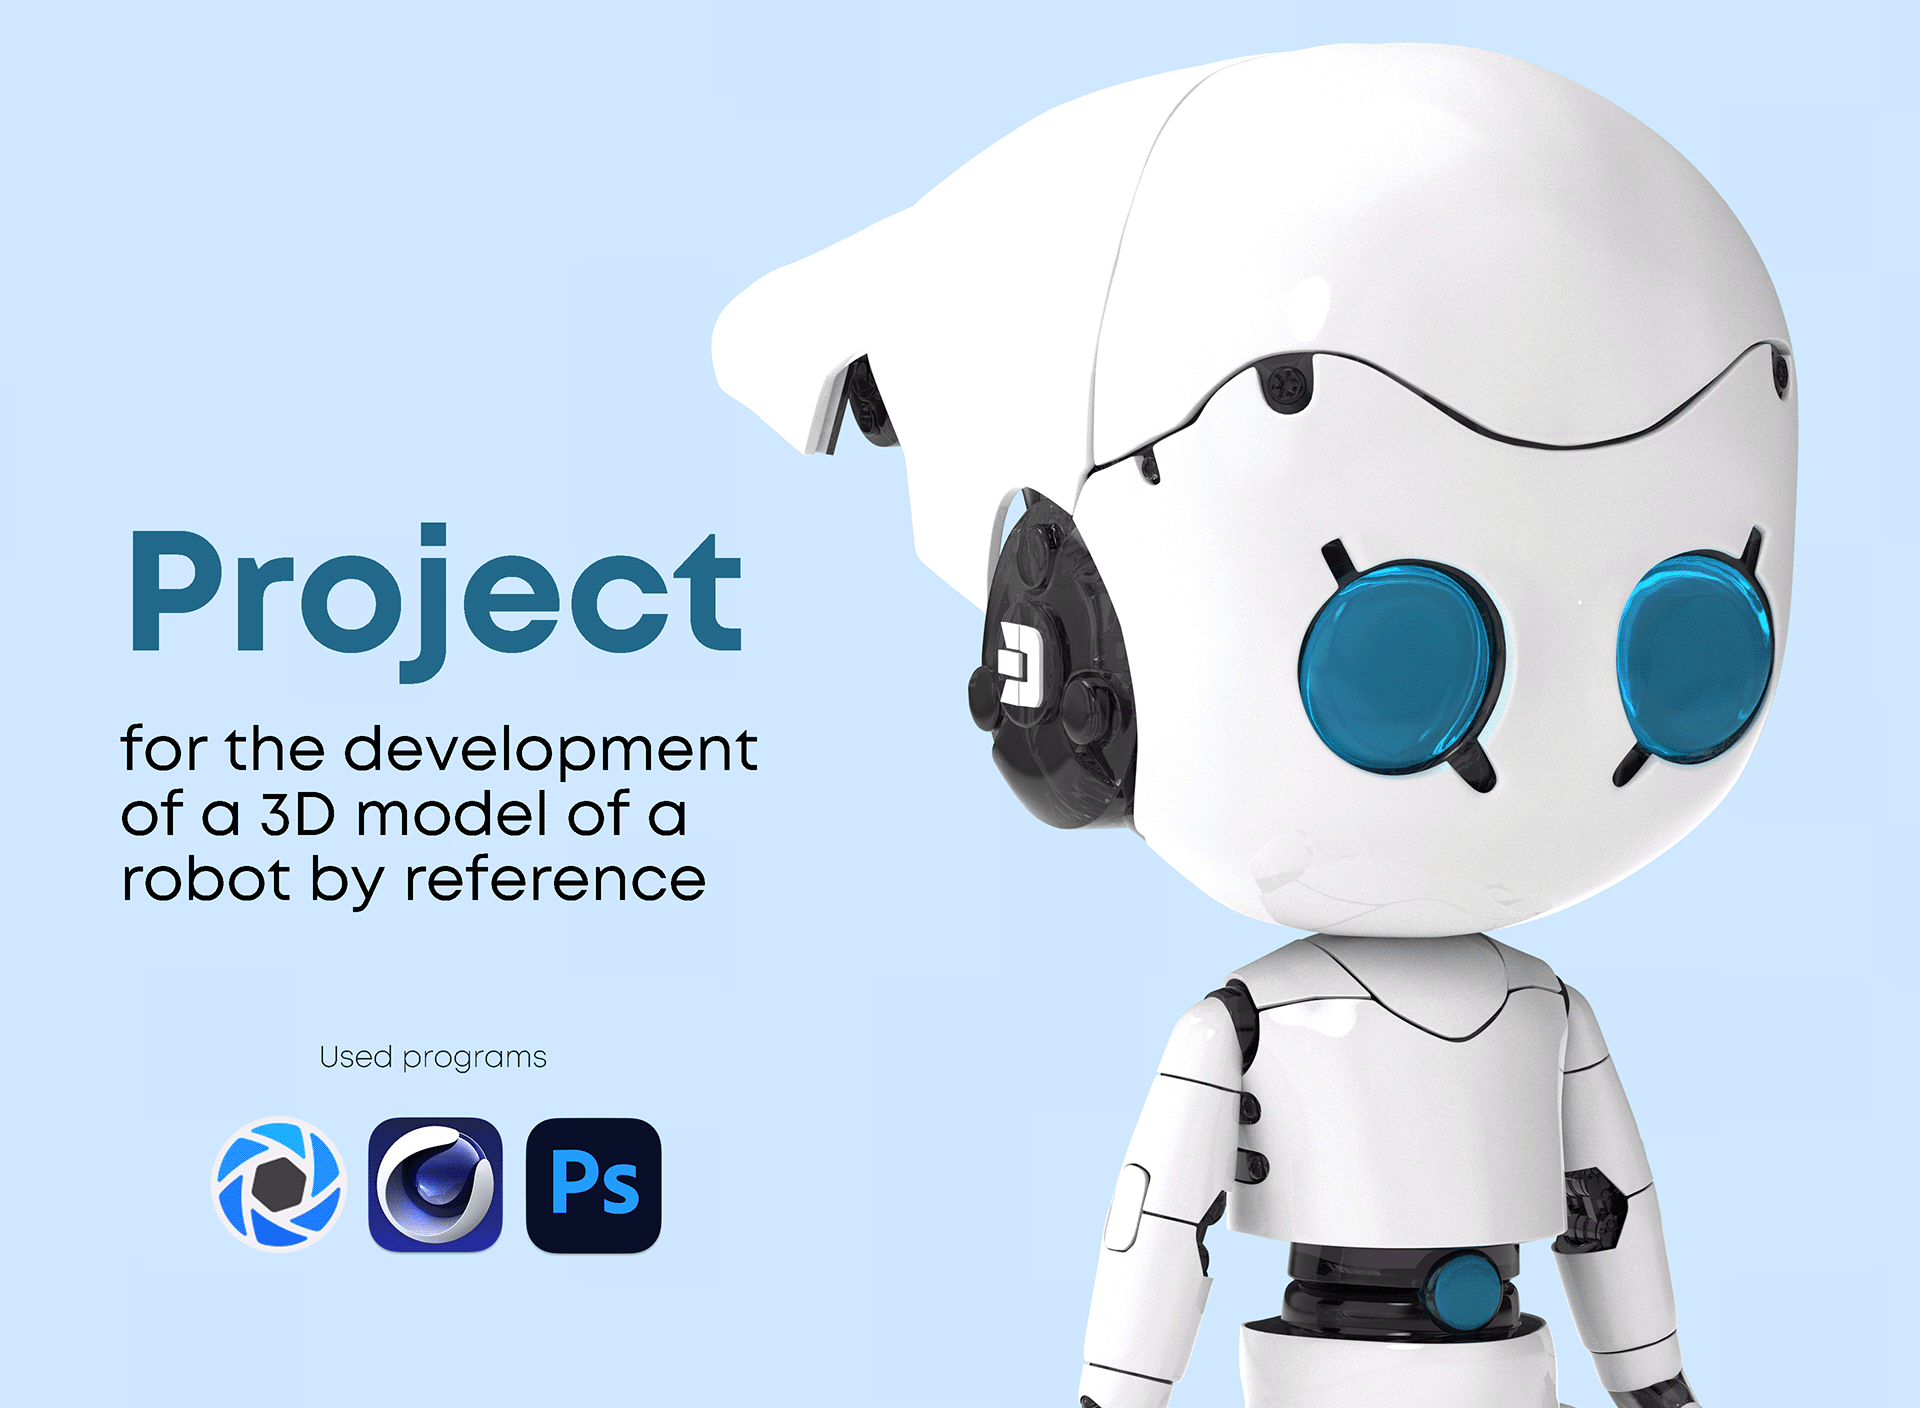 Project
for the development
of a 3D model of a
robot by reference
Used programs
Ps